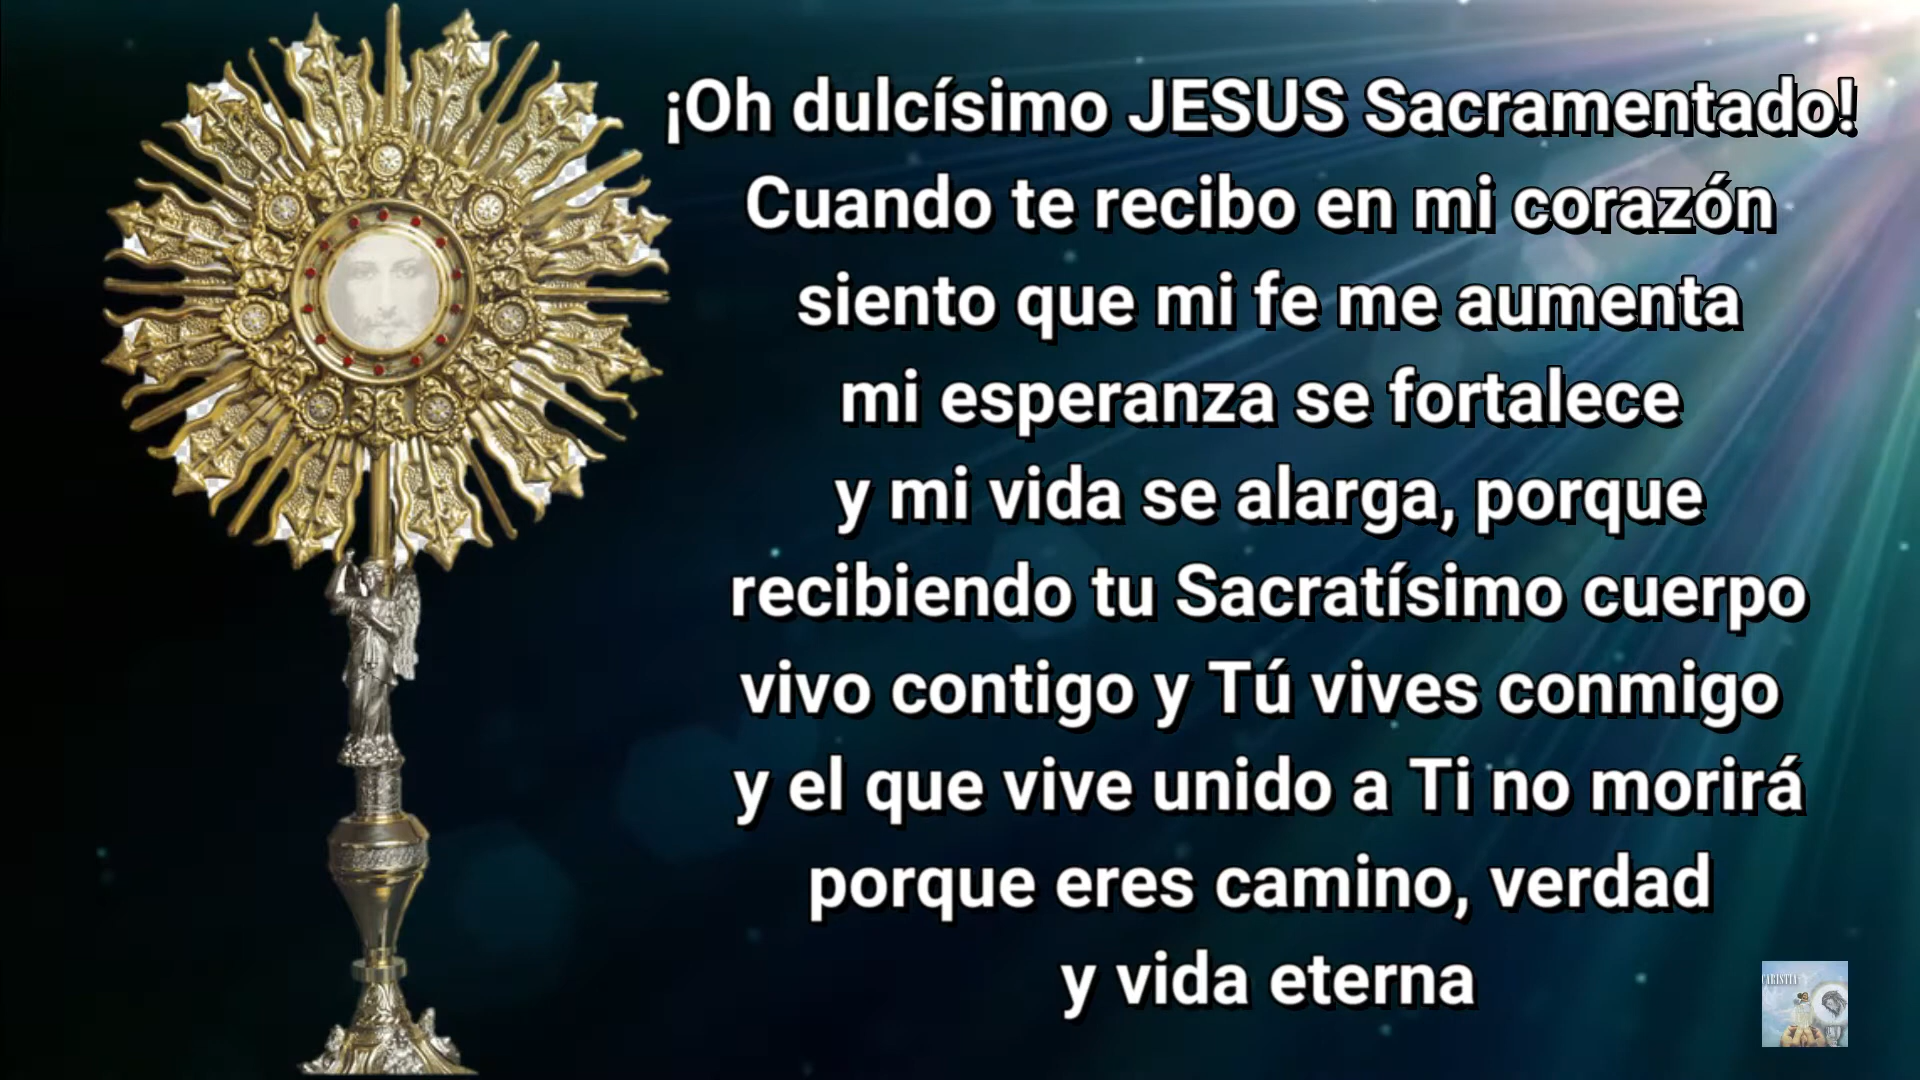 ¡Oh dulcísimo JESUS Sacramentado!
Cuando te recibo en mi corazón
siento que mi fe me aumenta
mi esperanza se fortalece
y mi vida se alarga, porque
recibiendo tu Sacratísimo cuerpo
vivo contigo y Tú vives conmigo
y el que vive unido a Ti no morirá
porque eres camino, verdad
y vida eterna